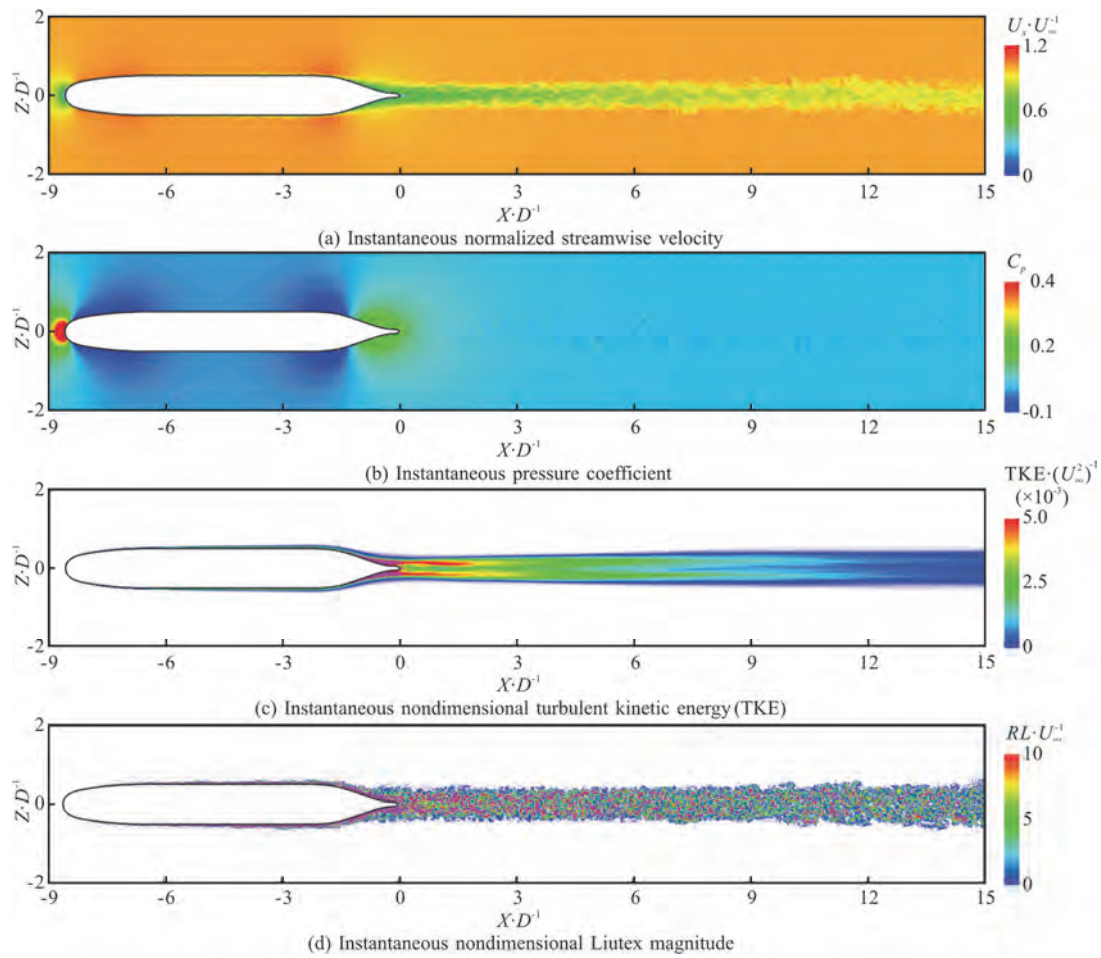 2
0
-2
Z·D⁻¹
-9 -6 -3 0 3 6 9 12 15
X·D⁻¹
Uₛ·U∞⁻¹
1.2
0.6
0
(a) Instantaneous normalized streamwise velocity
2
0
-2
Z·D⁻¹
-9 -6 -3 0 3 6 9 12 15
X·D⁻¹
Cₚ
0.4
0.2
-0.1
(b) Instantaneous pressure coefficient
2
0
-2
Z·D⁻¹
-9 -6 -3 0 3 6 9 12 15
X·D⁻¹
TKE·(U∞²)⁻¹
(×10⁻³)
5.0
2.5
0
(c) Instantaneous nondimensional turbulent kinetic energy (TKE)
2
0
-2
Z·D⁻¹
-9 -6 -3 0 3 6 9 12 15
X·D⁻¹
RL·U∞⁻¹
10
5
0
(d) Instantaneous nondimensional Liutex magnitude